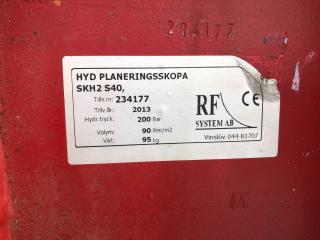 234177
HYD PLANERINGSSKOPA
SKH2 S40,
Tillv.nr: 234177
Tillv.år: 2013
Hydr.tryck: 200 Bar
Volym: 90 liter/m2
Vikt: 95 kg
RF
SYSTEM AB
CE
Vinslöv 044-81707